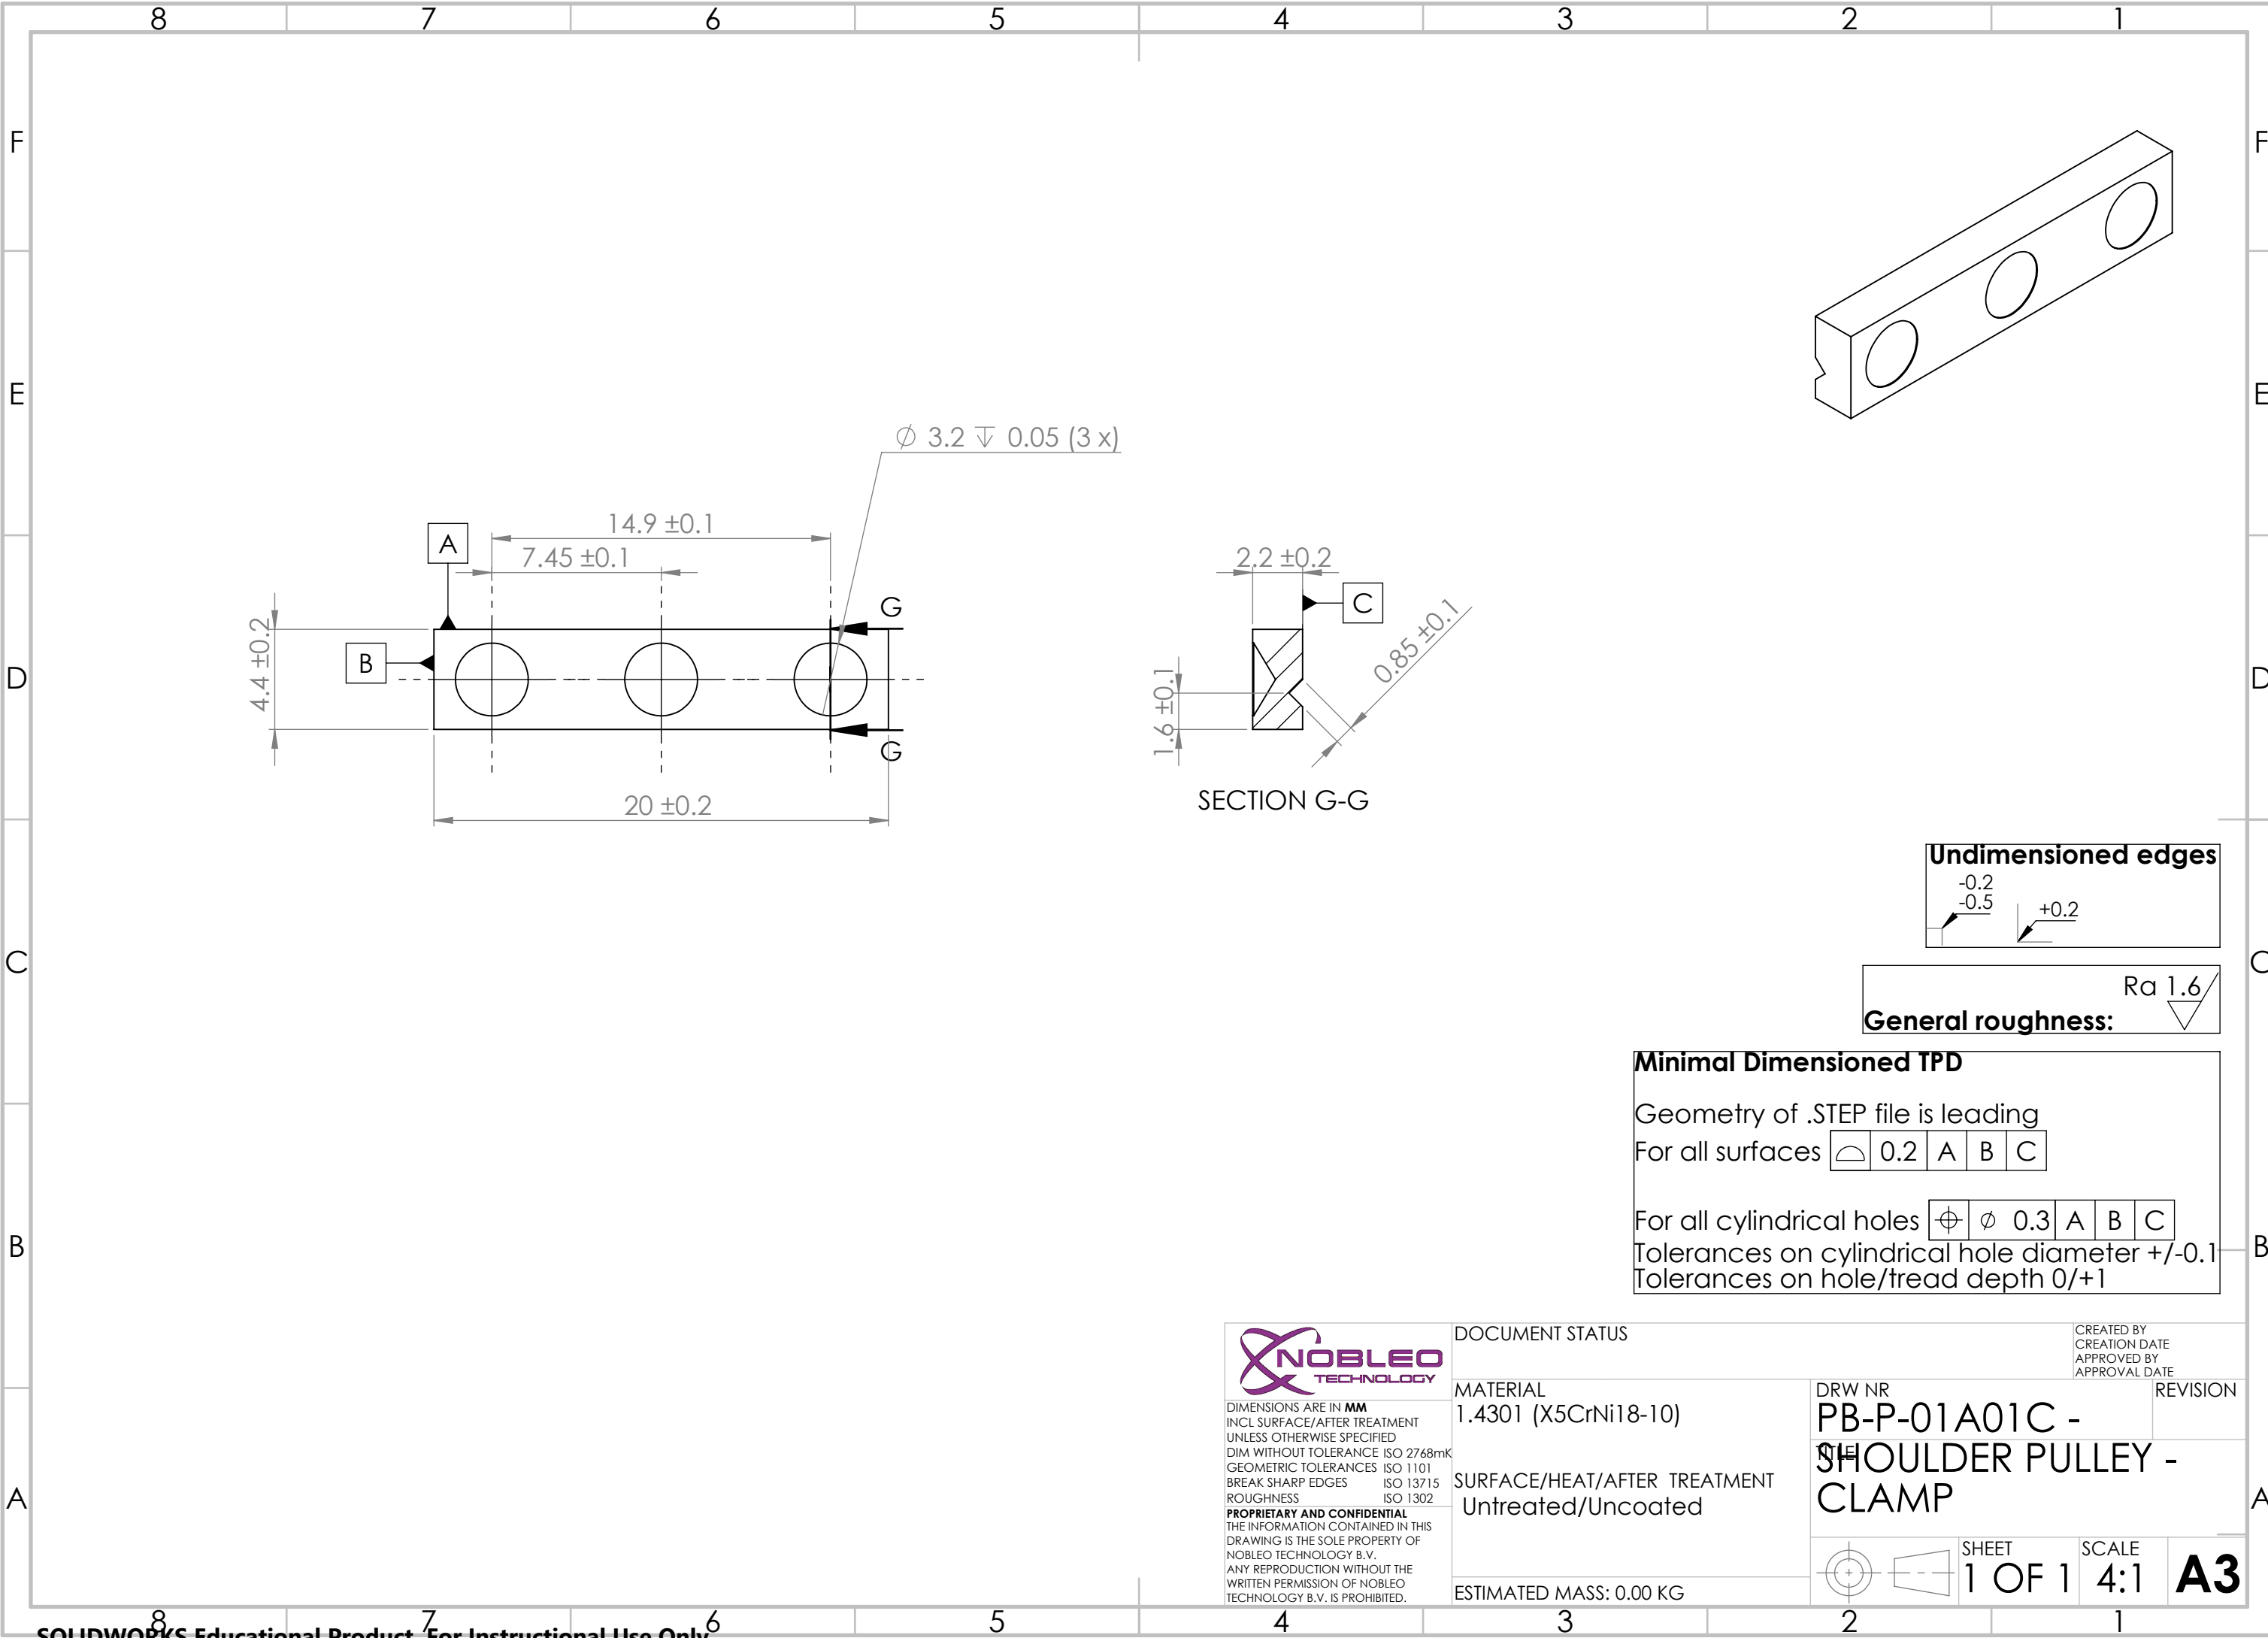 8 7 6 5 4 3 2 1
F F
E E
D D
C C
B B
A A
⌀ 3.2 ↧ 0.05 (3 x)
14.9 ±0.1
7.45 ±0.1
A
B
G
G
4.4 ±0.2
20 ±0.2
2.2 ±0.2
C
0.85 ±0.1
1.6 ±0.1
SECTION G-G
Undimensioned edges
-0.2
-0.5
+0.2
Ra 1.6
General roughness:
Minimal Dimensioned TPD
Geometry of .STEP file is leading
For all surfaces ⌓ 0.2 A B C
For all cylindrical holes ⌖ ⌀ 0.3 A B C
Tolerances on cylindrical hole diameter +/-0.1
Tolerances on hole/tread depth 0/+1
NOBLEO
TECHNOLOGY
DIMENSIONS ARE IN MM
INCL SURFACE/AFTER TREATMENT
UNLESS OTHERWISE SPECIFIED
DIM WITHOUT TOLERANCE ISO 2768mK
GEOMETRIC TOLERANCES ISO 1101
BREAK SHARP EDGES ISO 13715
ROUGHNESS ISO 1302
PROPRIETARY AND CONFIDENTIAL
THE INFORMATION CONTAINED IN THIS
DRAWING IS THE SOLE PROPERTY OF
NOBLEO TECHNOLOGY B.V.
ANY REPRODUCTION WITHOUT THE
WRITTEN PERMISSION OF NOBLEO
TECHNOLOGY B.V. IS PROHIBITED.
DOCUMENT STATUS
MATERIAL
1.4301 (X5CrNi18-10)
SURFACE/HEAT/AFTER TREATMENT
Untreated/Uncoated
ESTIMATED MASS: 0.00 KG
CREATED BY
CREATION DATE
APPROVED BY
APPROVAL DATE
DRW NR
REVISION
PB-P-01A01C -
TITLE
SHOULDER PULLEY -
CLAMP
SHEET
1 OF 1
SCALE
4:1
A3
8 7 6 5 4 3 2 1
SOLIDWORKS Educational Product. For Instructional Use Only.